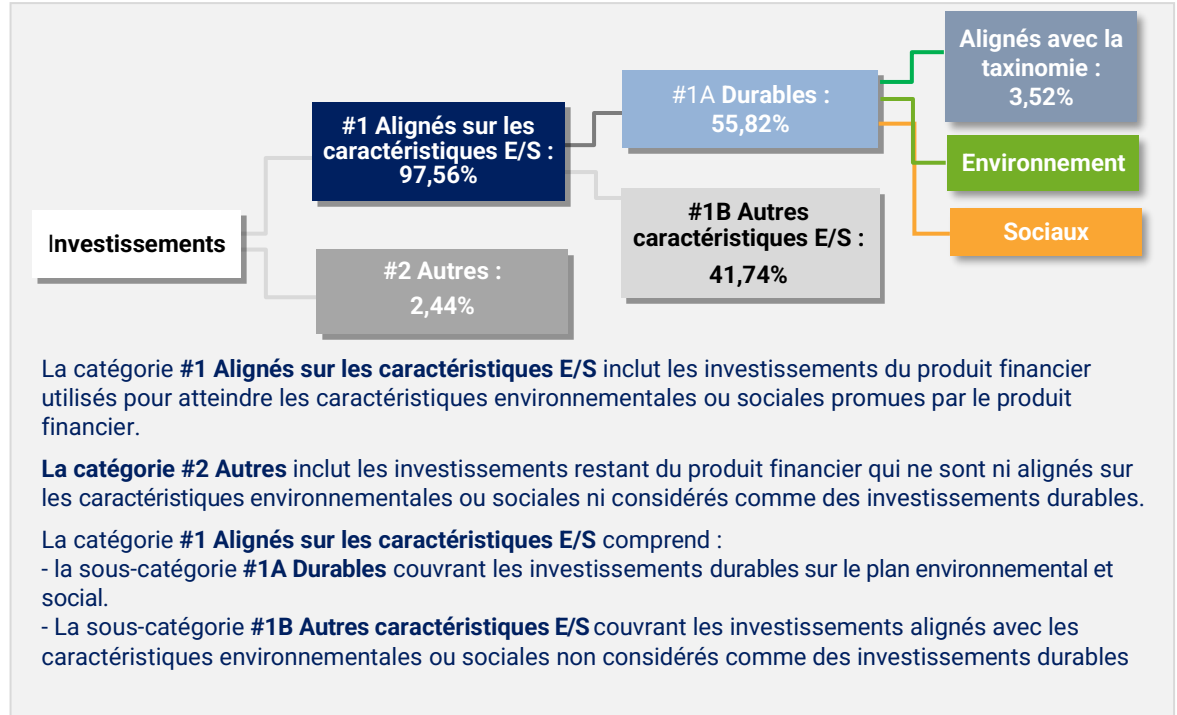 Investissements
#1 Alignés sur les
caractéristiques E/S :
97,56%
#2 Autres :
2,44%
#1A Durables :
55,82%
#1B Autres
caractéristiques E/S :
41,74%
Alignés avec la
taxinomie :
3,52%
Environnement
Sociaux
La catégorie #1 Alignés sur les caractéristiques E/S inclut les investissements du produit financier
utilisés pour atteindre les caractéristiques environnementales ou sociales promues par le produit
financier.
La catégorie #2 Autres inclut les investissements restant du produit financier qui ne sont ni alignés sur
les caractéristiques environnementales ou sociales ni considérés comme des investissements durables.
La catégorie #1 Alignés sur les caractéristiques E/S comprend :
- la sous-catégorie #1A Durables couvrant les investissements durables sur le plan environnemental et
social.
- La sous-catégorie #1B Autres caractéristiques E/S couvrant les investissements alignés avec les
caractéristiques environnementales ou sociales non considérés comme des investissements durables